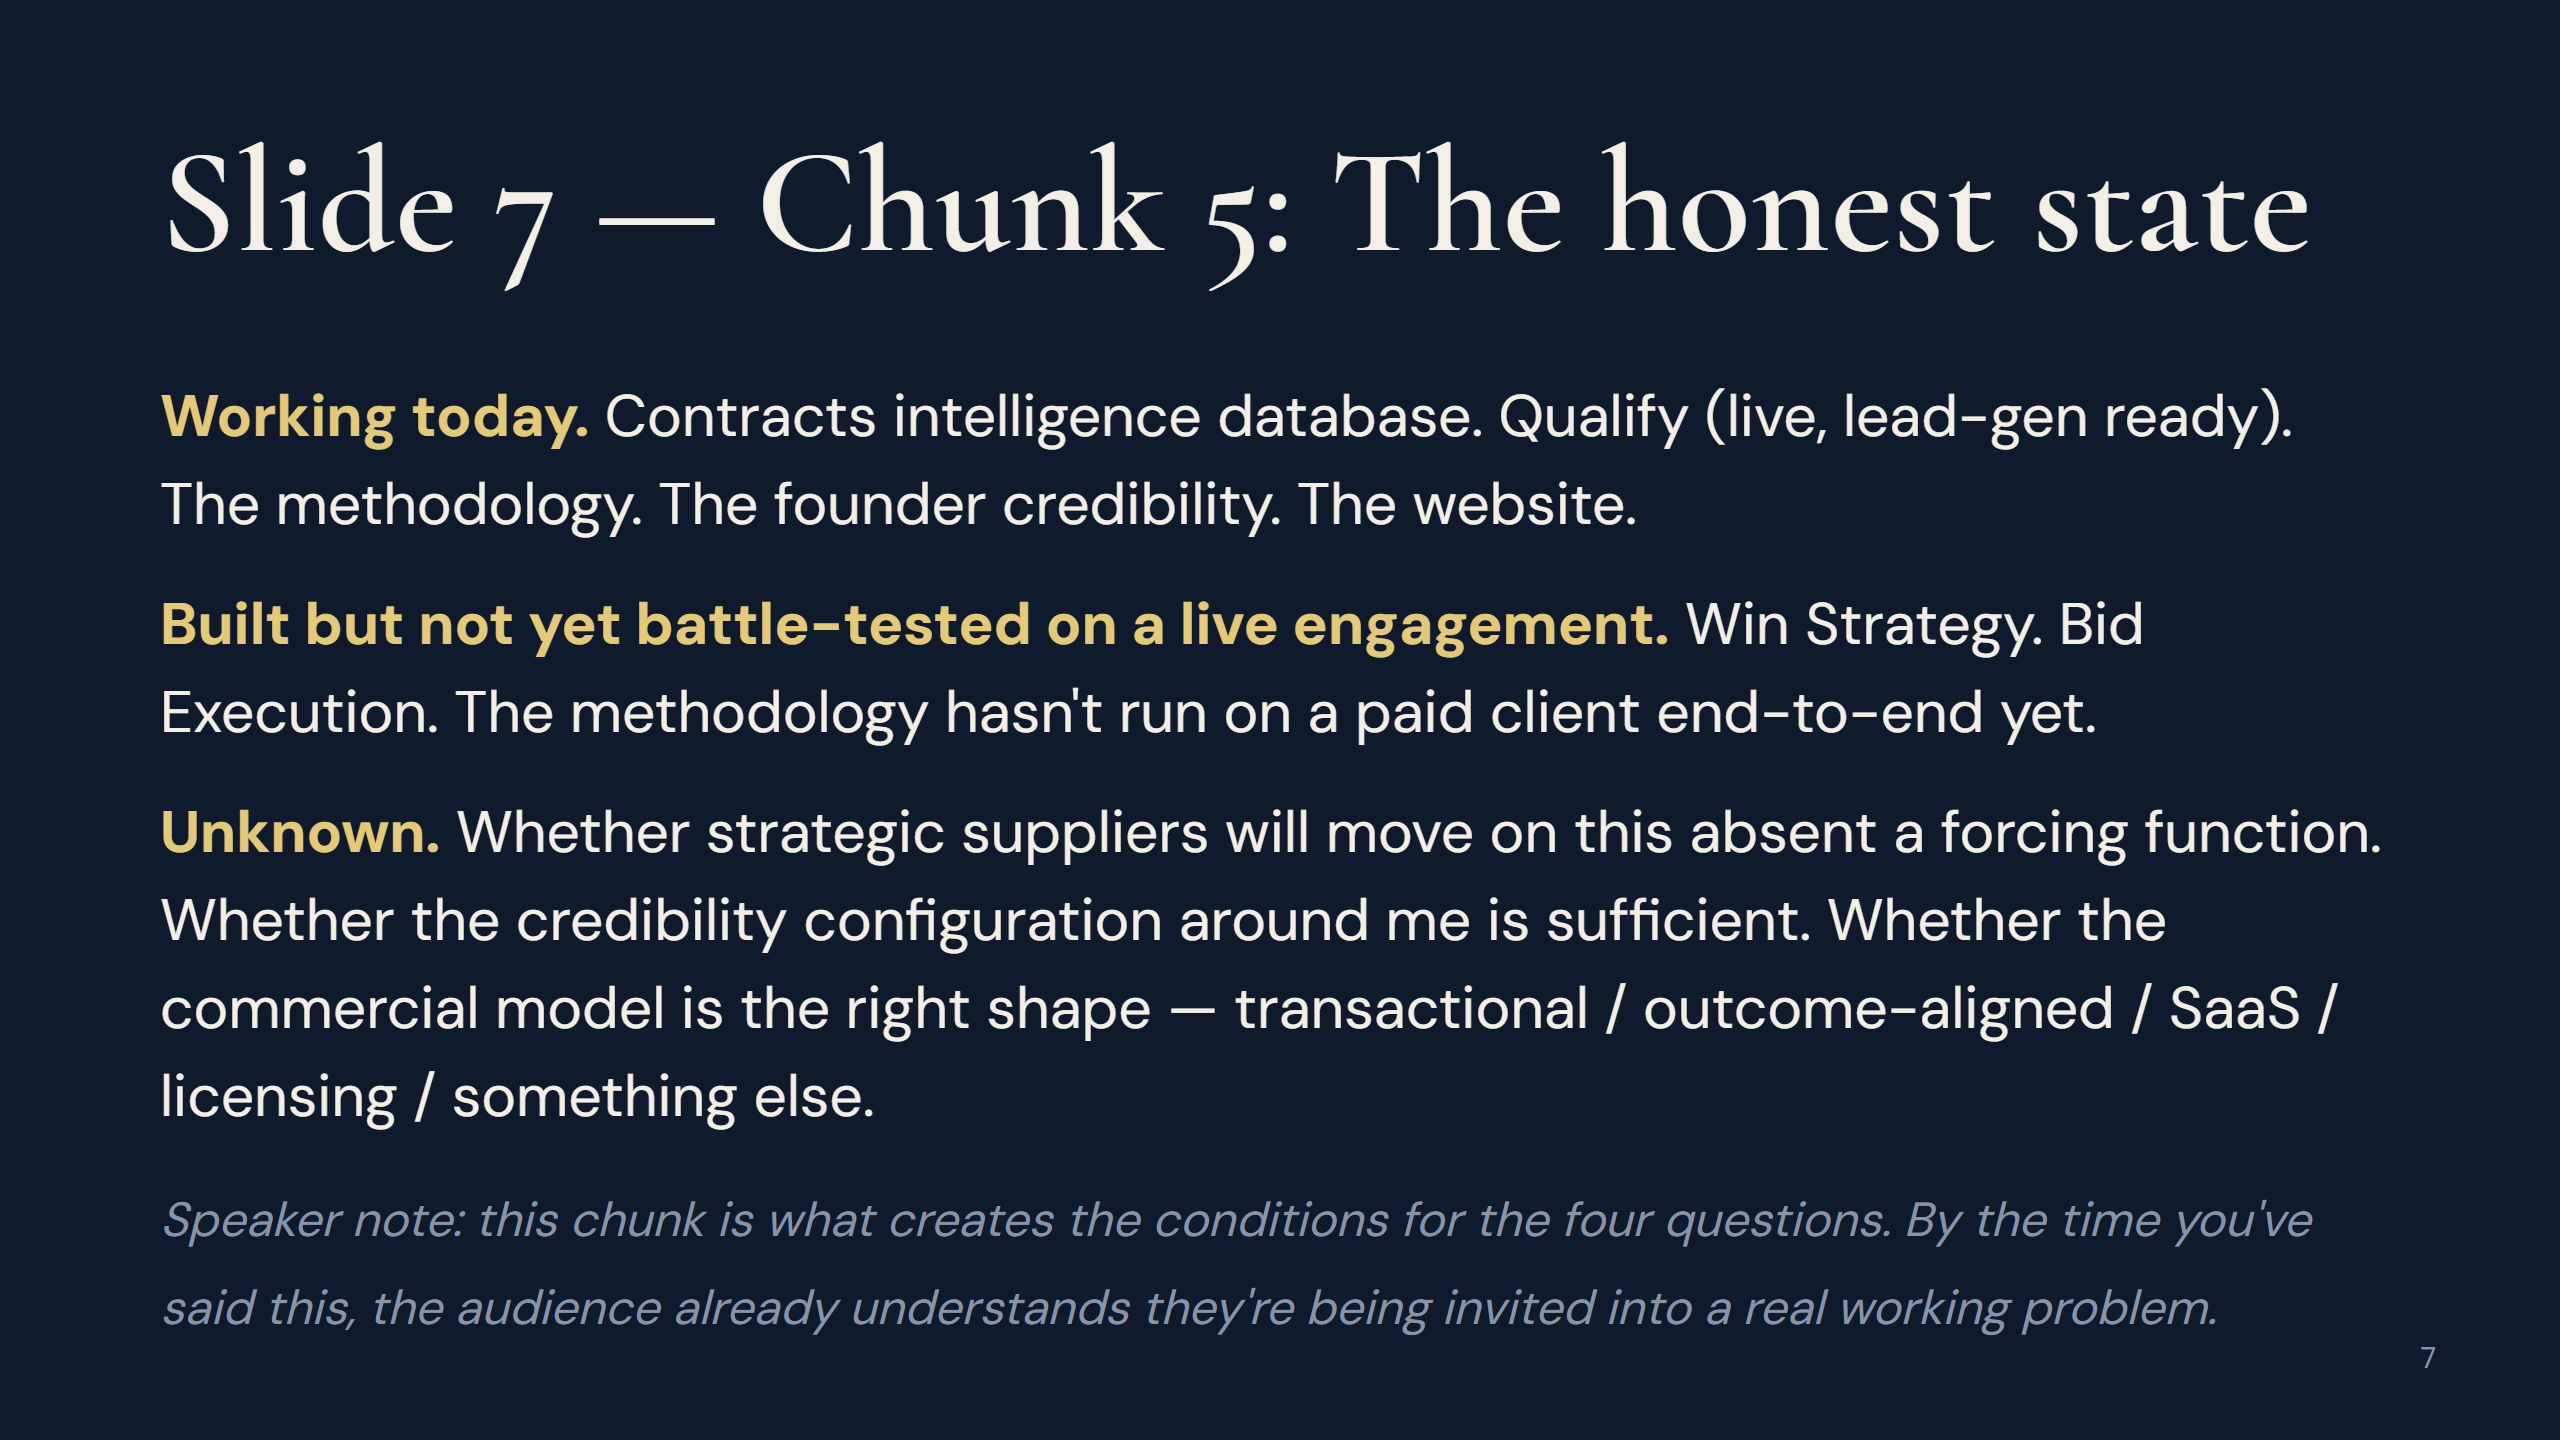 Slide 7 — Chunk 5: The honest state
Working today. Contracts intelligence database. Qualify (live, lead-gen ready).
The methodology. The founder credibility. The website.
Built but not yet battle-tested on a live engagement. Win Strategy. Bid
Execution. The methodology hasn't run on a paid client end-to-end yet.
Unknown. Whether strategic suppliers will move on this absent a forcing function.
Whether the credibility configuration around me is sufficient. Whether the
commercial model is the right shape — transactional / outcome-aligned / SaaS /
licensing / something else.
Speaker note: this chunk is what creates the conditions for the four questions. By the time you've
said this, the audience already understands they're being invited into a real working problem.
7